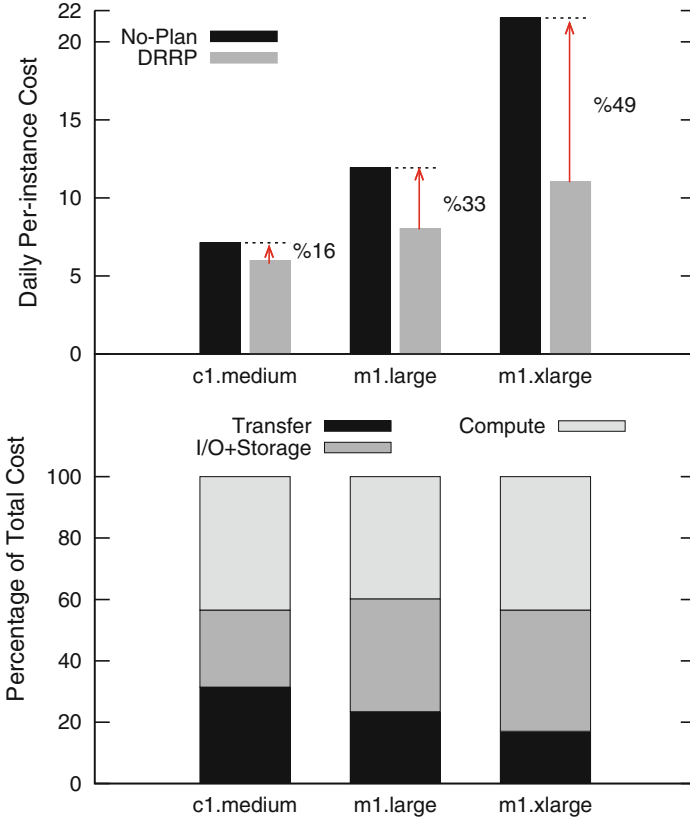 Daily Per-instance Cost
22
20
15
10
5
0
No-Plan
DRRP
%16
%33
%49
c1.medium m1.large m1.xlarge
Transfer Compute
I/O+Storage
Percentage of Total Cost
100
80
60
40
20
0
c1.medium m1.large m1.xlarge